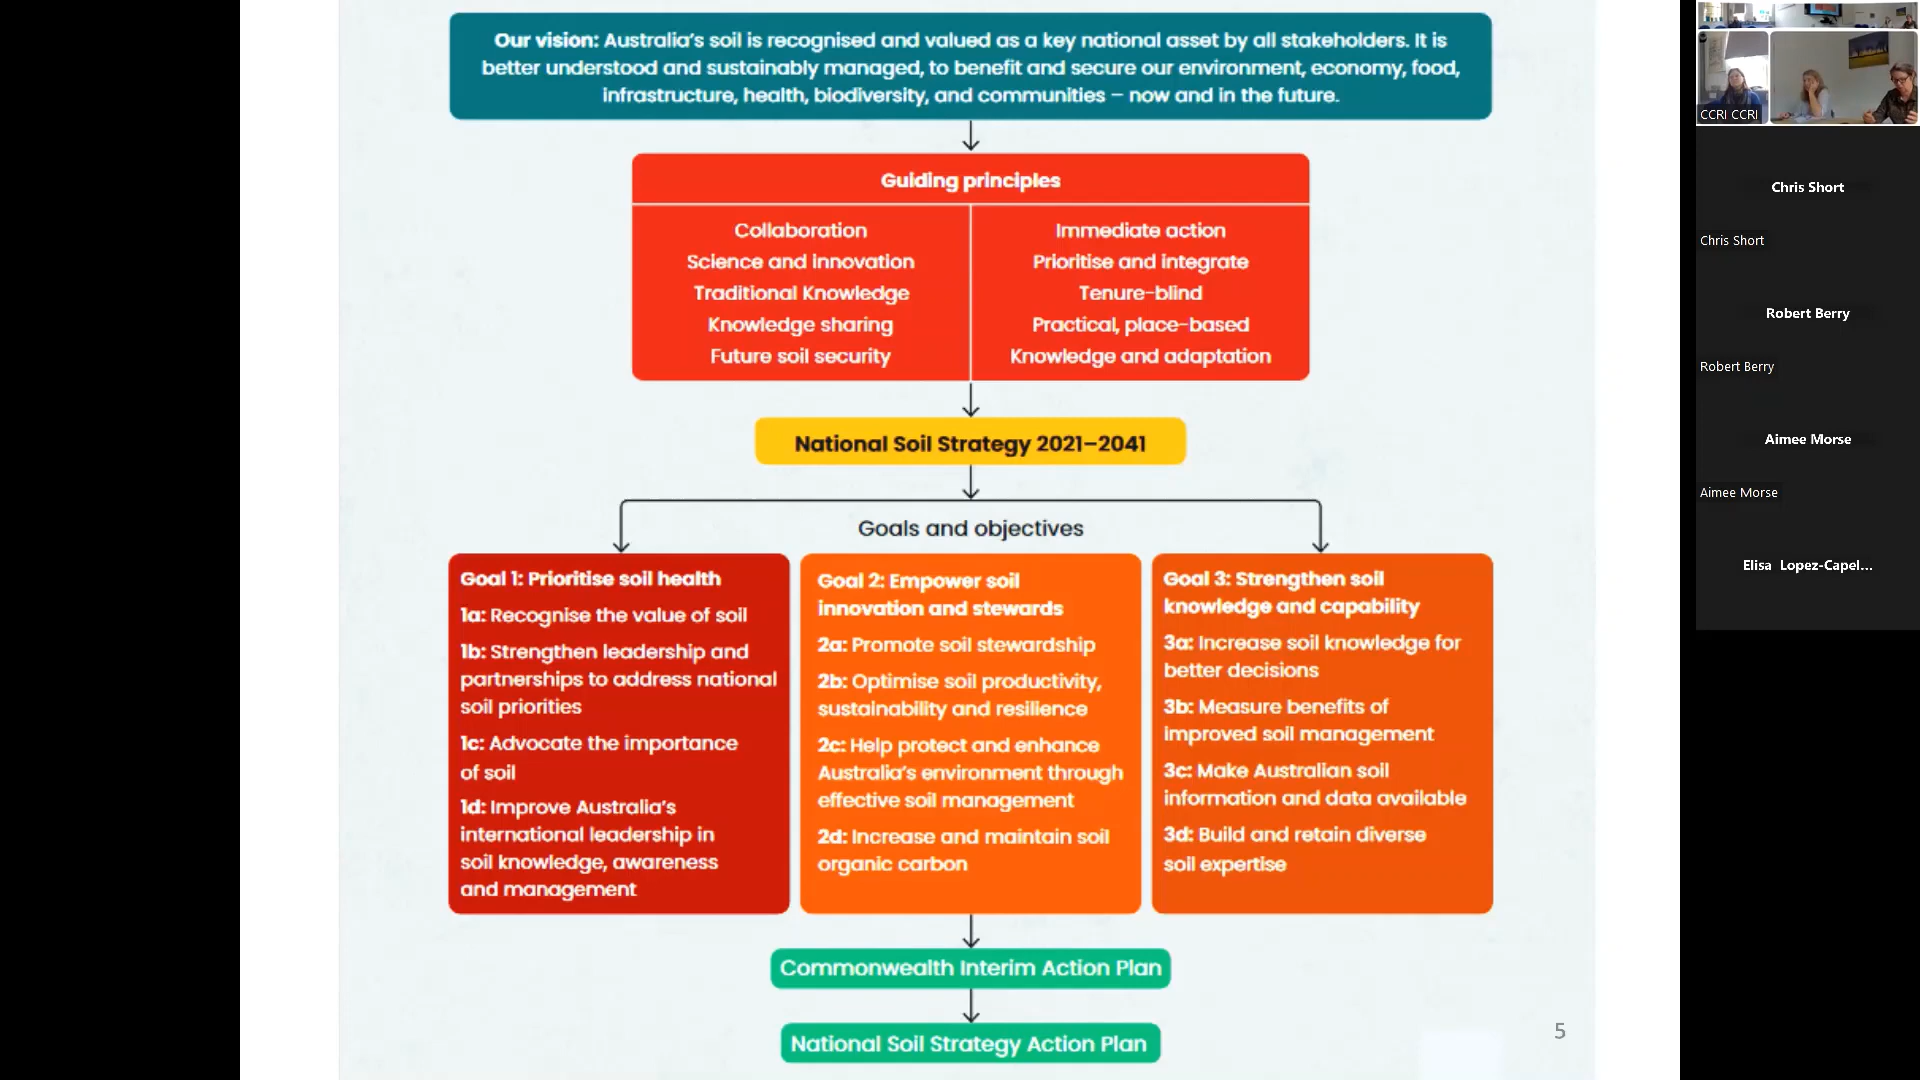 Our vision: Australia's soil is recognised and valued as a key national asset by all stakeholders. It is
better understood and sustainably managed, to benefit and secure our environment, economy, food,
infrastructure, health, biodiversity, and communities – now and in the future.
Guiding principles
Collaboration
Science and innovation
Traditional Knowledge
Knowledge sharing
Future soil security
Immediate action
Prioritise and integrate
Tenure-blind
Practical, place-based
Knowledge and adaptation
National Soil Strategy 2021–2041
Goals and objectives
Goal 1: Prioritise soil health
1a: Recognise the value of soil
1b: Strengthen leadership and
partnerships to address national
soil priorities
1c: Advocate the importance
of soil
1d: Improve Australia's
international leadership in
soil knowledge, awareness
and management
Goal 2: Empower soil
innovation and stewards
2a: Promote soil stewardship
2b: Optimise soil productivity,
sustainability and resilience
2c: Help protect and enhance
Australia's environment through
effective soil management
2d: Increase and maintain soil
organic carbon
Goal 3: Strengthen soil
knowledge and capability
3a: Increase soil knowledge for
better decisions
3b: Measure benefits of
improved soil management
3c: Make Australian soil
information and data available
3d: Build and retain diverse
soil expertise
Commonwealth Interim Action Plan
National Soil Strategy Action Plan
5
CCRI CCRI
Chris Short
Chris Short
Robert Berry
Robert Berry
Aimee Morse
Aimee Morse
Elisa Lopez-Capel...